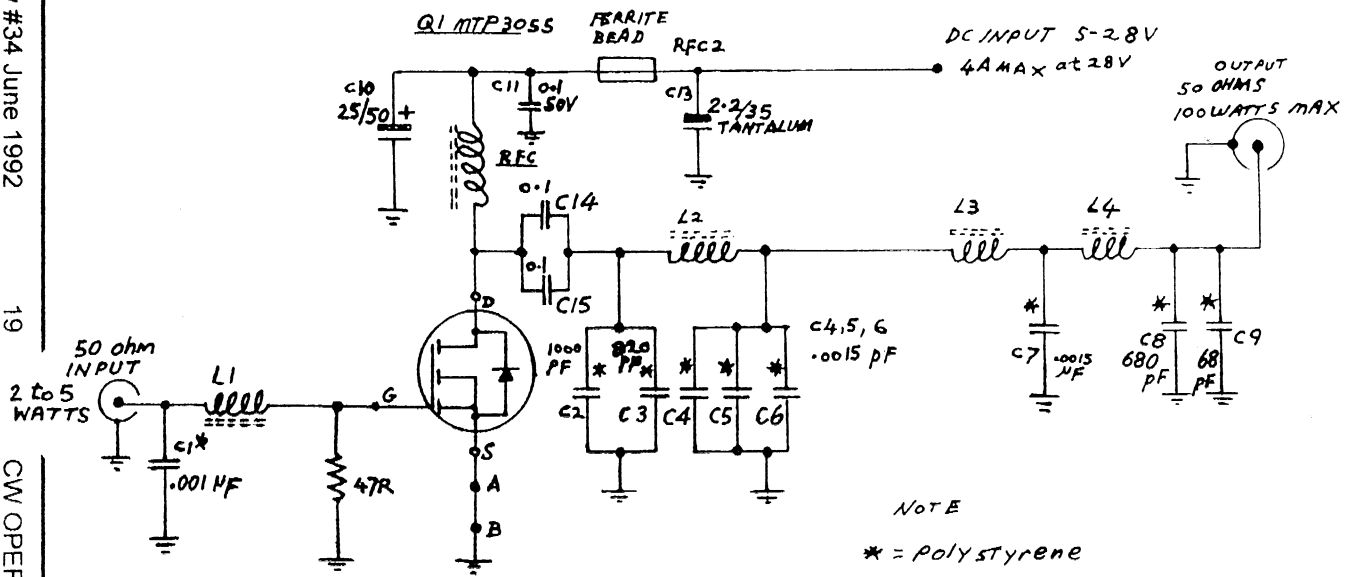 #34 June 1992
19
CW OPER
Q1 MTP3055
FERRITE
BEAD
RFC2
DC INPUT 5-28V
4A MAX at 28V
OUTPUT
50 OHMS
100 WATTS MAX
C10
25/50 +
C11
0.1
50V
C13
2.2/35
TANTALUM
RFC
0.1
C14
0.1
C15
L2
L3
L4
D
50 ohm
INPUT
2 to 5
WATTS
L1
G
C1*
.001 µF
47R
S
A
B
1000
PF
*
C2
820
PF
*
C3
*
C4
*
C5
*
C6
C4,5,6
.0015 pF
*
C7
.0015
µF
*
C8
680
pF
*
68
pF
C9
NOTE
* = Polystyrene